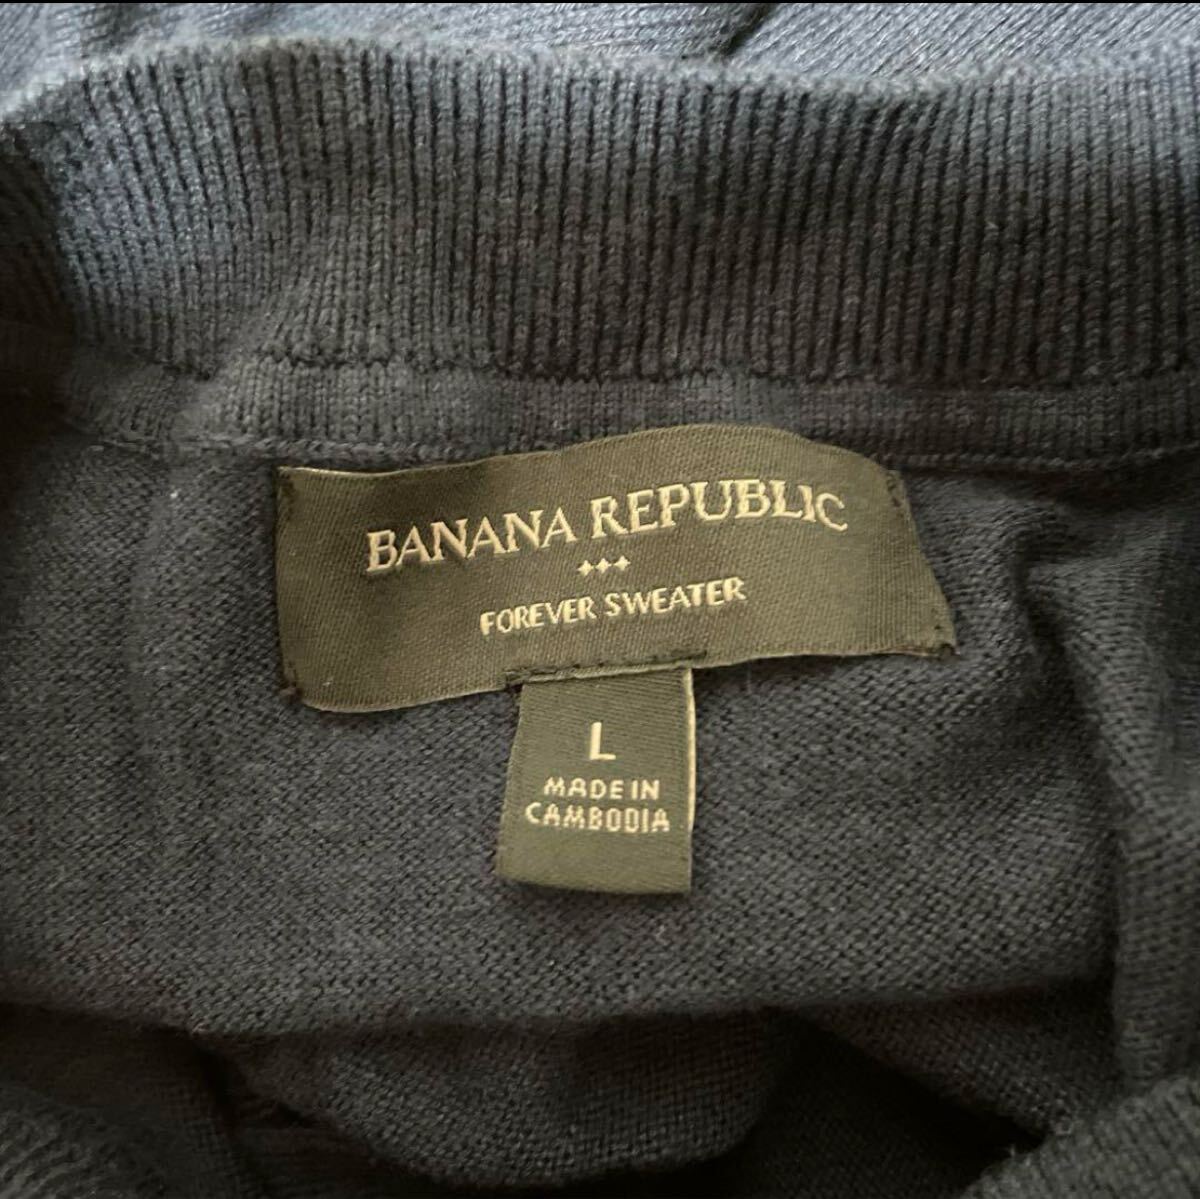 BANANA REPUBLIC
FOREVER SWEATER
L
MADE IN
CAMBODIA